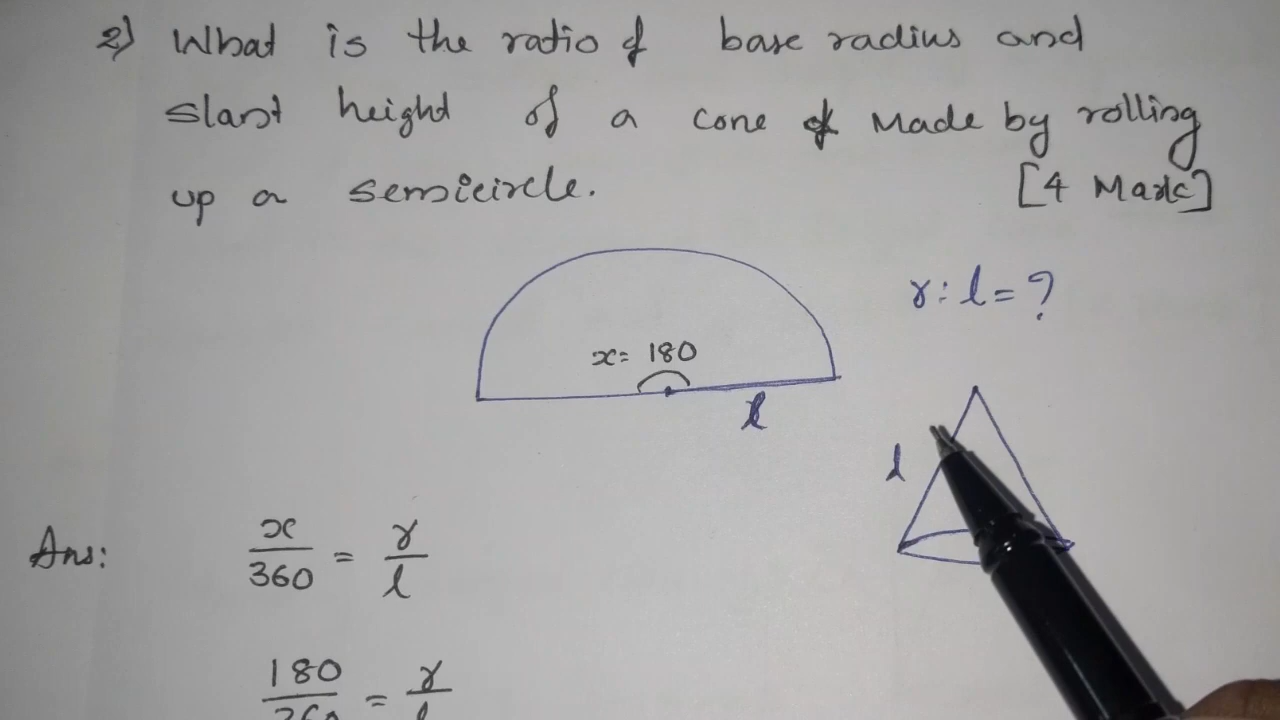 2) What is the ratio of base radius and
slant height of a cone of Made by rolling
up a semicircle.
[4 Mark]
r : l = ?
x = 180
l
l
Ans: x/360 = r/l
180/360 = r/l